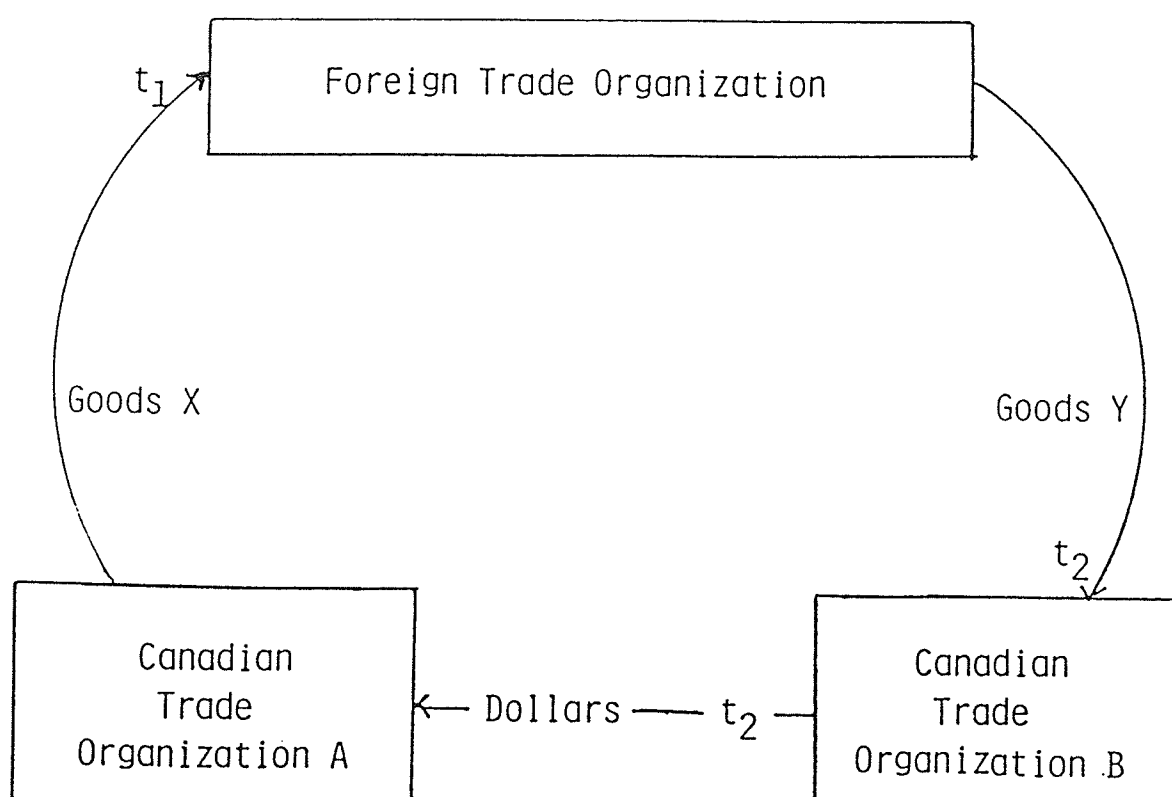 Foreign Trade Organization
t1
Goods X
Goods Y
t2
Canadian
Trade
Organization A
Dollars
t2
Canadian
Trade
Organization B